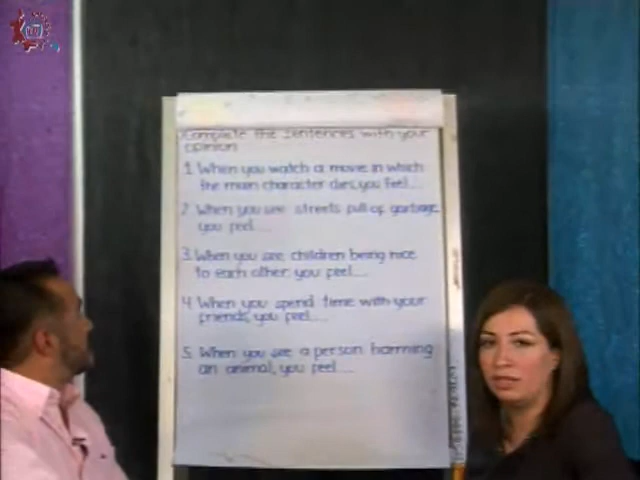 Complete the sentences with your
opinion
1. When you watch a movie in which
the main character dies, you feel...
2. When you see streets full of garbage,
you feel...
3. When you see children being nice
to each other, you feel...
4. When you spend time with your
friends, you feel...
5. When you see a person harming
an animal, you feel...